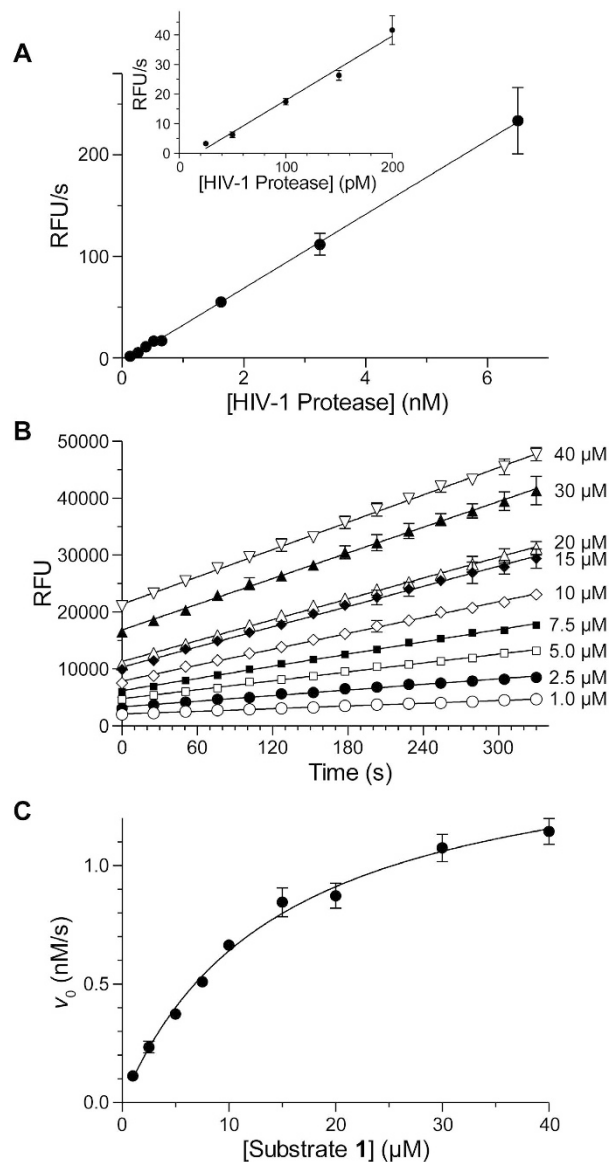 A
RFU/s
40
30
20
10
0
0
100
200
[HIV-1 Protease] (pM)
RFU/s
200
100
0
0
2
4
6
[HIV-1 Protease] (nM)
B
RFU
50000
40000
30000
20000
10000
0
0
60
120
180
240
300
Time (s)
40 µM
30 µM
20 µM
15 µM
10 µM
7.5 µM
5.0 µM
2.5 µM
1.0 µM
C
v0 (nM/s)
1.0
0.5
0.0
0
10
20
30
40
[Substrate 1] (µM)